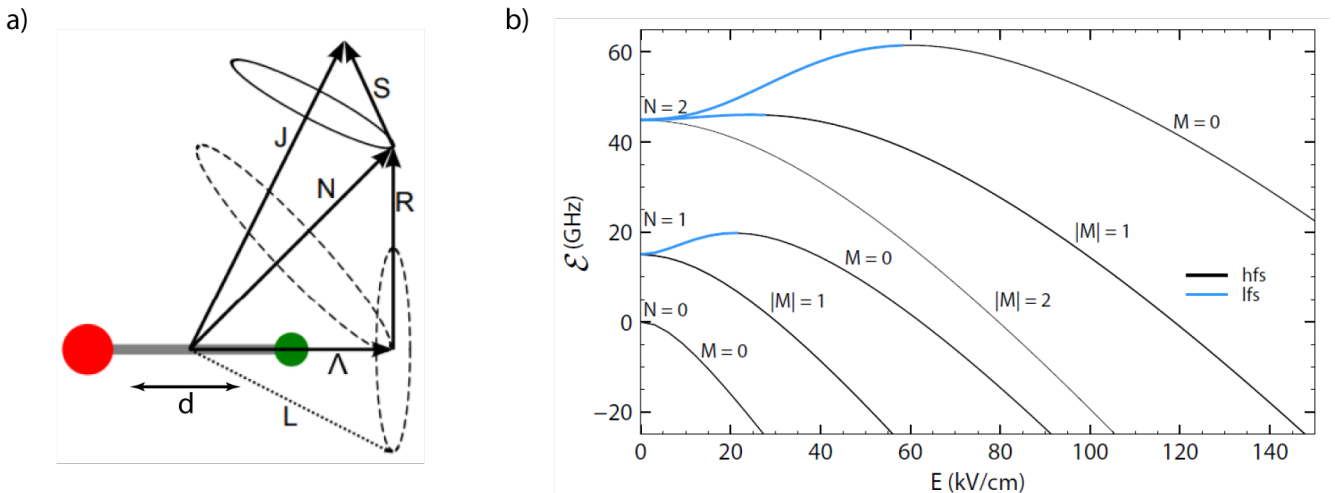 a)
S
J
N
R
Λ
d
L
b)
60
40
20
0
−20
ℰ (GHz)
N = 2
M = 0
N = 1
|M| = 1
M = 0
hfs
lfs
N = 0
|M| = 1
|M| = 2
M = 0
0 20 40 60 80 100 120 140
E (kV/cm)